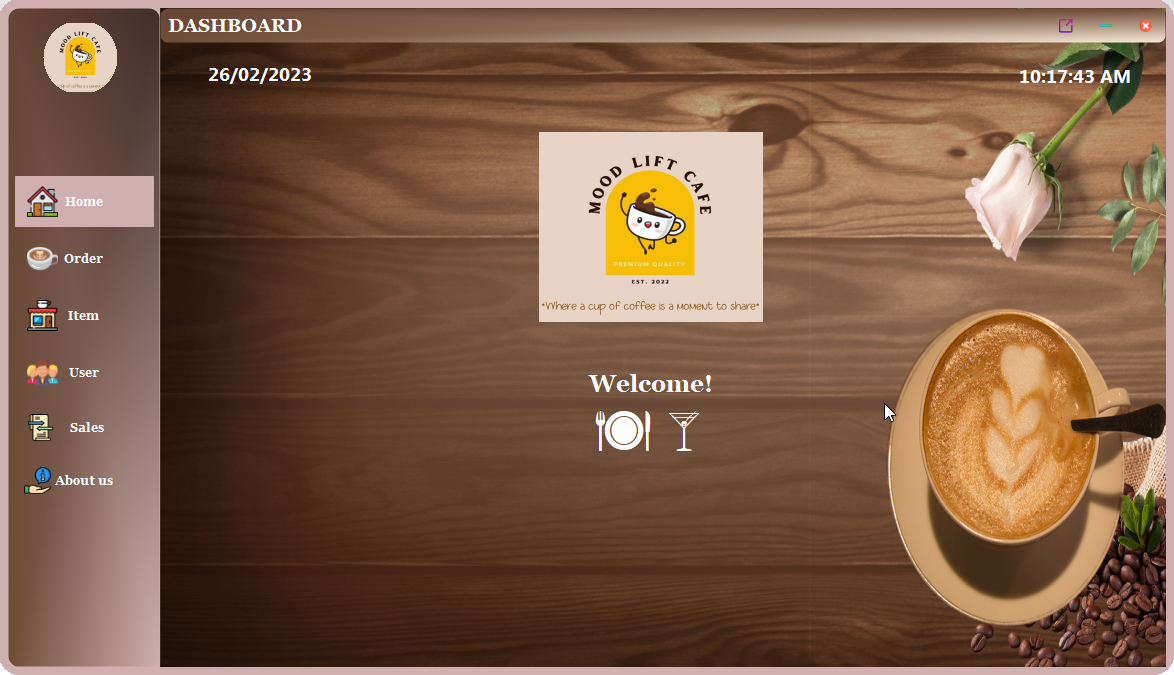 DASHBOARD
26/02/2023
10:17:43 AM
MOOD LIFT CAFE
Home
Order
Item
User
Sales
About us
MOOD LIFT CAFE
PREMIUM QUALITY
EST. 2022
"Where a cup of coffee is a moment to share"
Welcome!